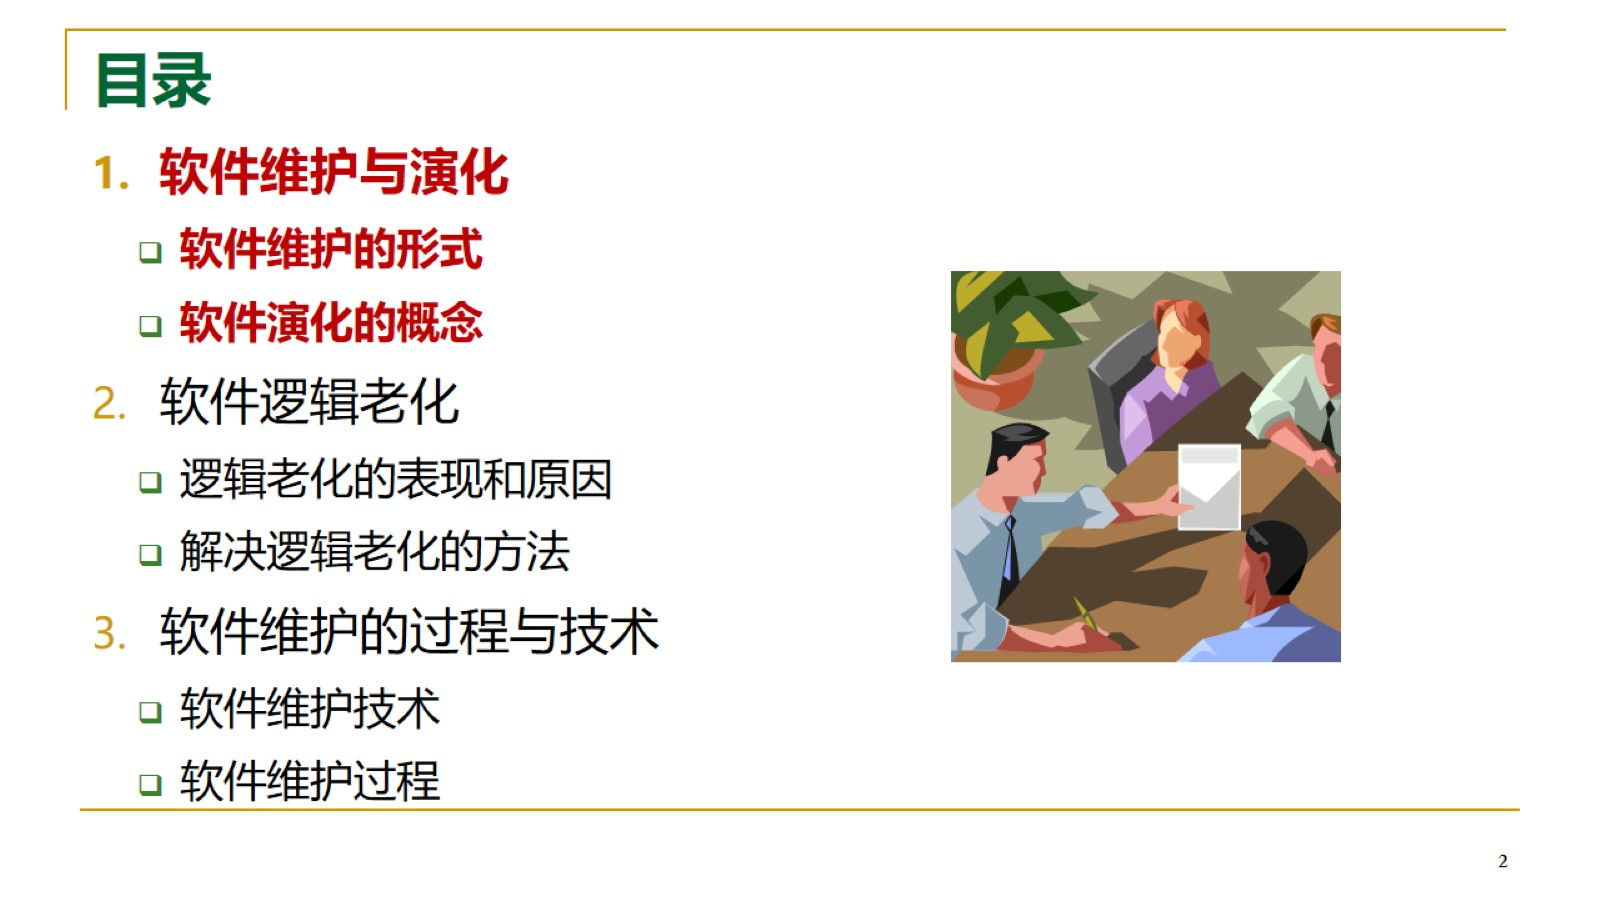 目录
1. 软件维护与演化
❑ 软件维护的形式
❑ 软件演化的概念
2. 软件逻辑老化
❑ 逻辑老化的表现和原因
❑ 解决逻辑老化的方法
3. 软件维护的过程与技术
❑ 软件维护技术
❑ 软件维护过程
2